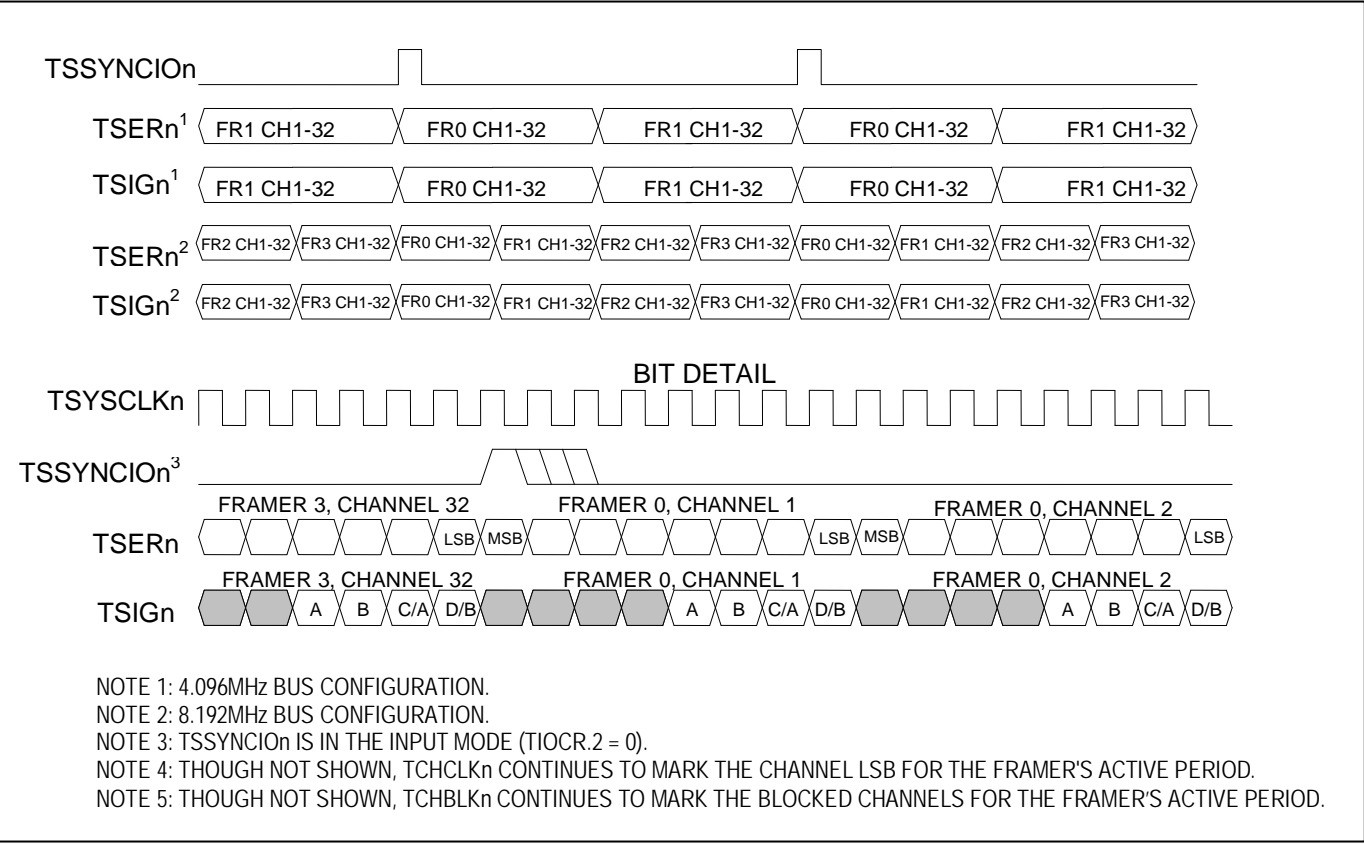 TSSYNCIOn
TSERn1 FR1 CH1-32 FR0 CH1-32 FR1 CH1-32 FR0 CH1-32 FR1 CH1-32
TSIGn1 FR1 CH1-32 FR0 CH1-32 FR1 CH1-32 FR0 CH1-32 FR1 CH1-32
TSERn2 FR2 CH1-32 FR3 CH1-32 FR0 CH1-32 FR1 CH1-32 FR2 CH1-32 FR3 CH1-32 FR0 CH1-32 FR1 CH1-32 FR2 CH1-32 FR3 CH1-32
TSIGn2 FR2 CH1-32 FR3 CH1-32 FR0 CH1-32 FR1 CH1-32 FR2 CH1-32 FR3 CH1-32 FR0 CH1-32 FR1 CH1-32 FR2 CH1-32 FR3 CH1-32
BIT DETAIL
TSYSCLKn
TSSYNCIOn3
FRAMER 3, CHANNEL 32 FRAMER 0, CHANNEL 1 FRAMER 0, CHANNEL 2
TSERn LSB MSB LSB MSB LSB
FRAMER 3, CHANNEL 32 FRAMER 0, CHANNEL 1 FRAMER 0, CHANNEL 2
TSIGn A B C/A D/B A B C/A D/B A B C/A D/B
NOTE 1: 4.096MHz BUS CONFIGURATION.
NOTE 2: 8.192MHz BUS CONFIGURATION.
NOTE 3: TSSYNCIOn IS IN THE INPUT MODE (TIOCR.2 = 0).
NOTE 4: THOUGH NOT SHOWN, TCHCLKn CONTINUES TO MARK THE CHANNEL LSB FOR THE FRAMER'S ACTIVE PERIOD.
NOTE 5: THOUGH NOT SHOWN, TCHBLKn CONTINUES TO MARK THE BLOCKED CHANNELS FOR THE FRAMER’S ACTIVE PERIOD.